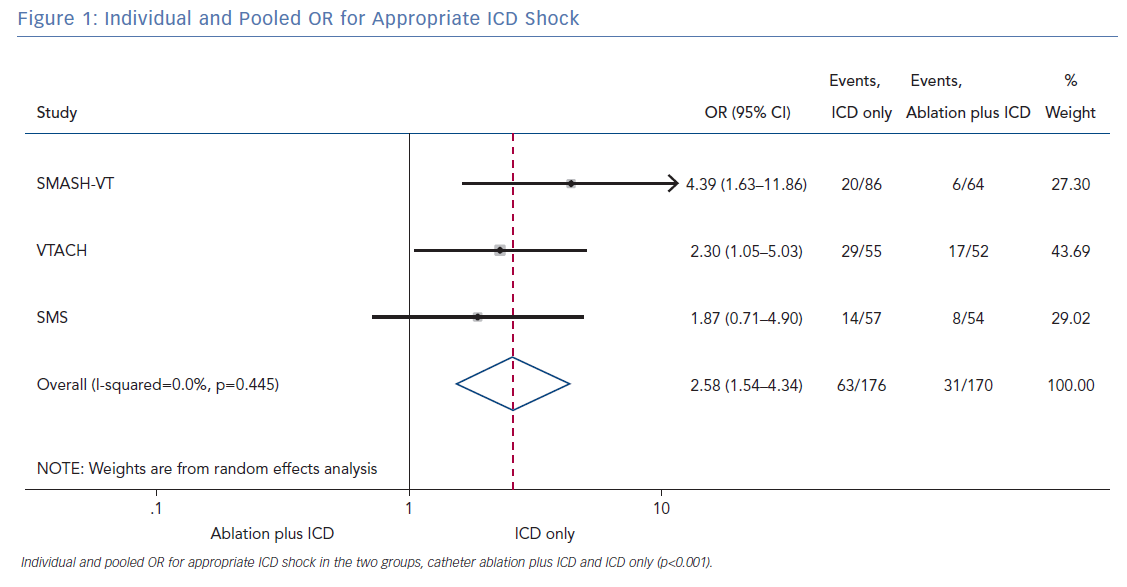 Figure 1: Individual and Pooled OR for Appropriate ICD Shock
Events, Events, %
Study OR (95% CI) ICD only Ablation plus ICD Weight
SMASH-VT 4.39 (1.63–11.86) 20/86 6/64 27.30
VTACH 2.30 (1.05–5.03) 29/55 17/52 43.69
SMS 1.87 (0.71–4.90) 14/57 8/54 29.02
Overall (I-squared=0.0%, p=0.445) 2.58 (1.54–4.34) 63/176 31/170 100.00
NOTE: Weights are from random effects analysis
.1 1 10
Ablation plus ICD ICD only
Individual and pooled OR for appropriate ICD shock in the two groups, catheter ablation plus ICD and ICD only (p<0.001).